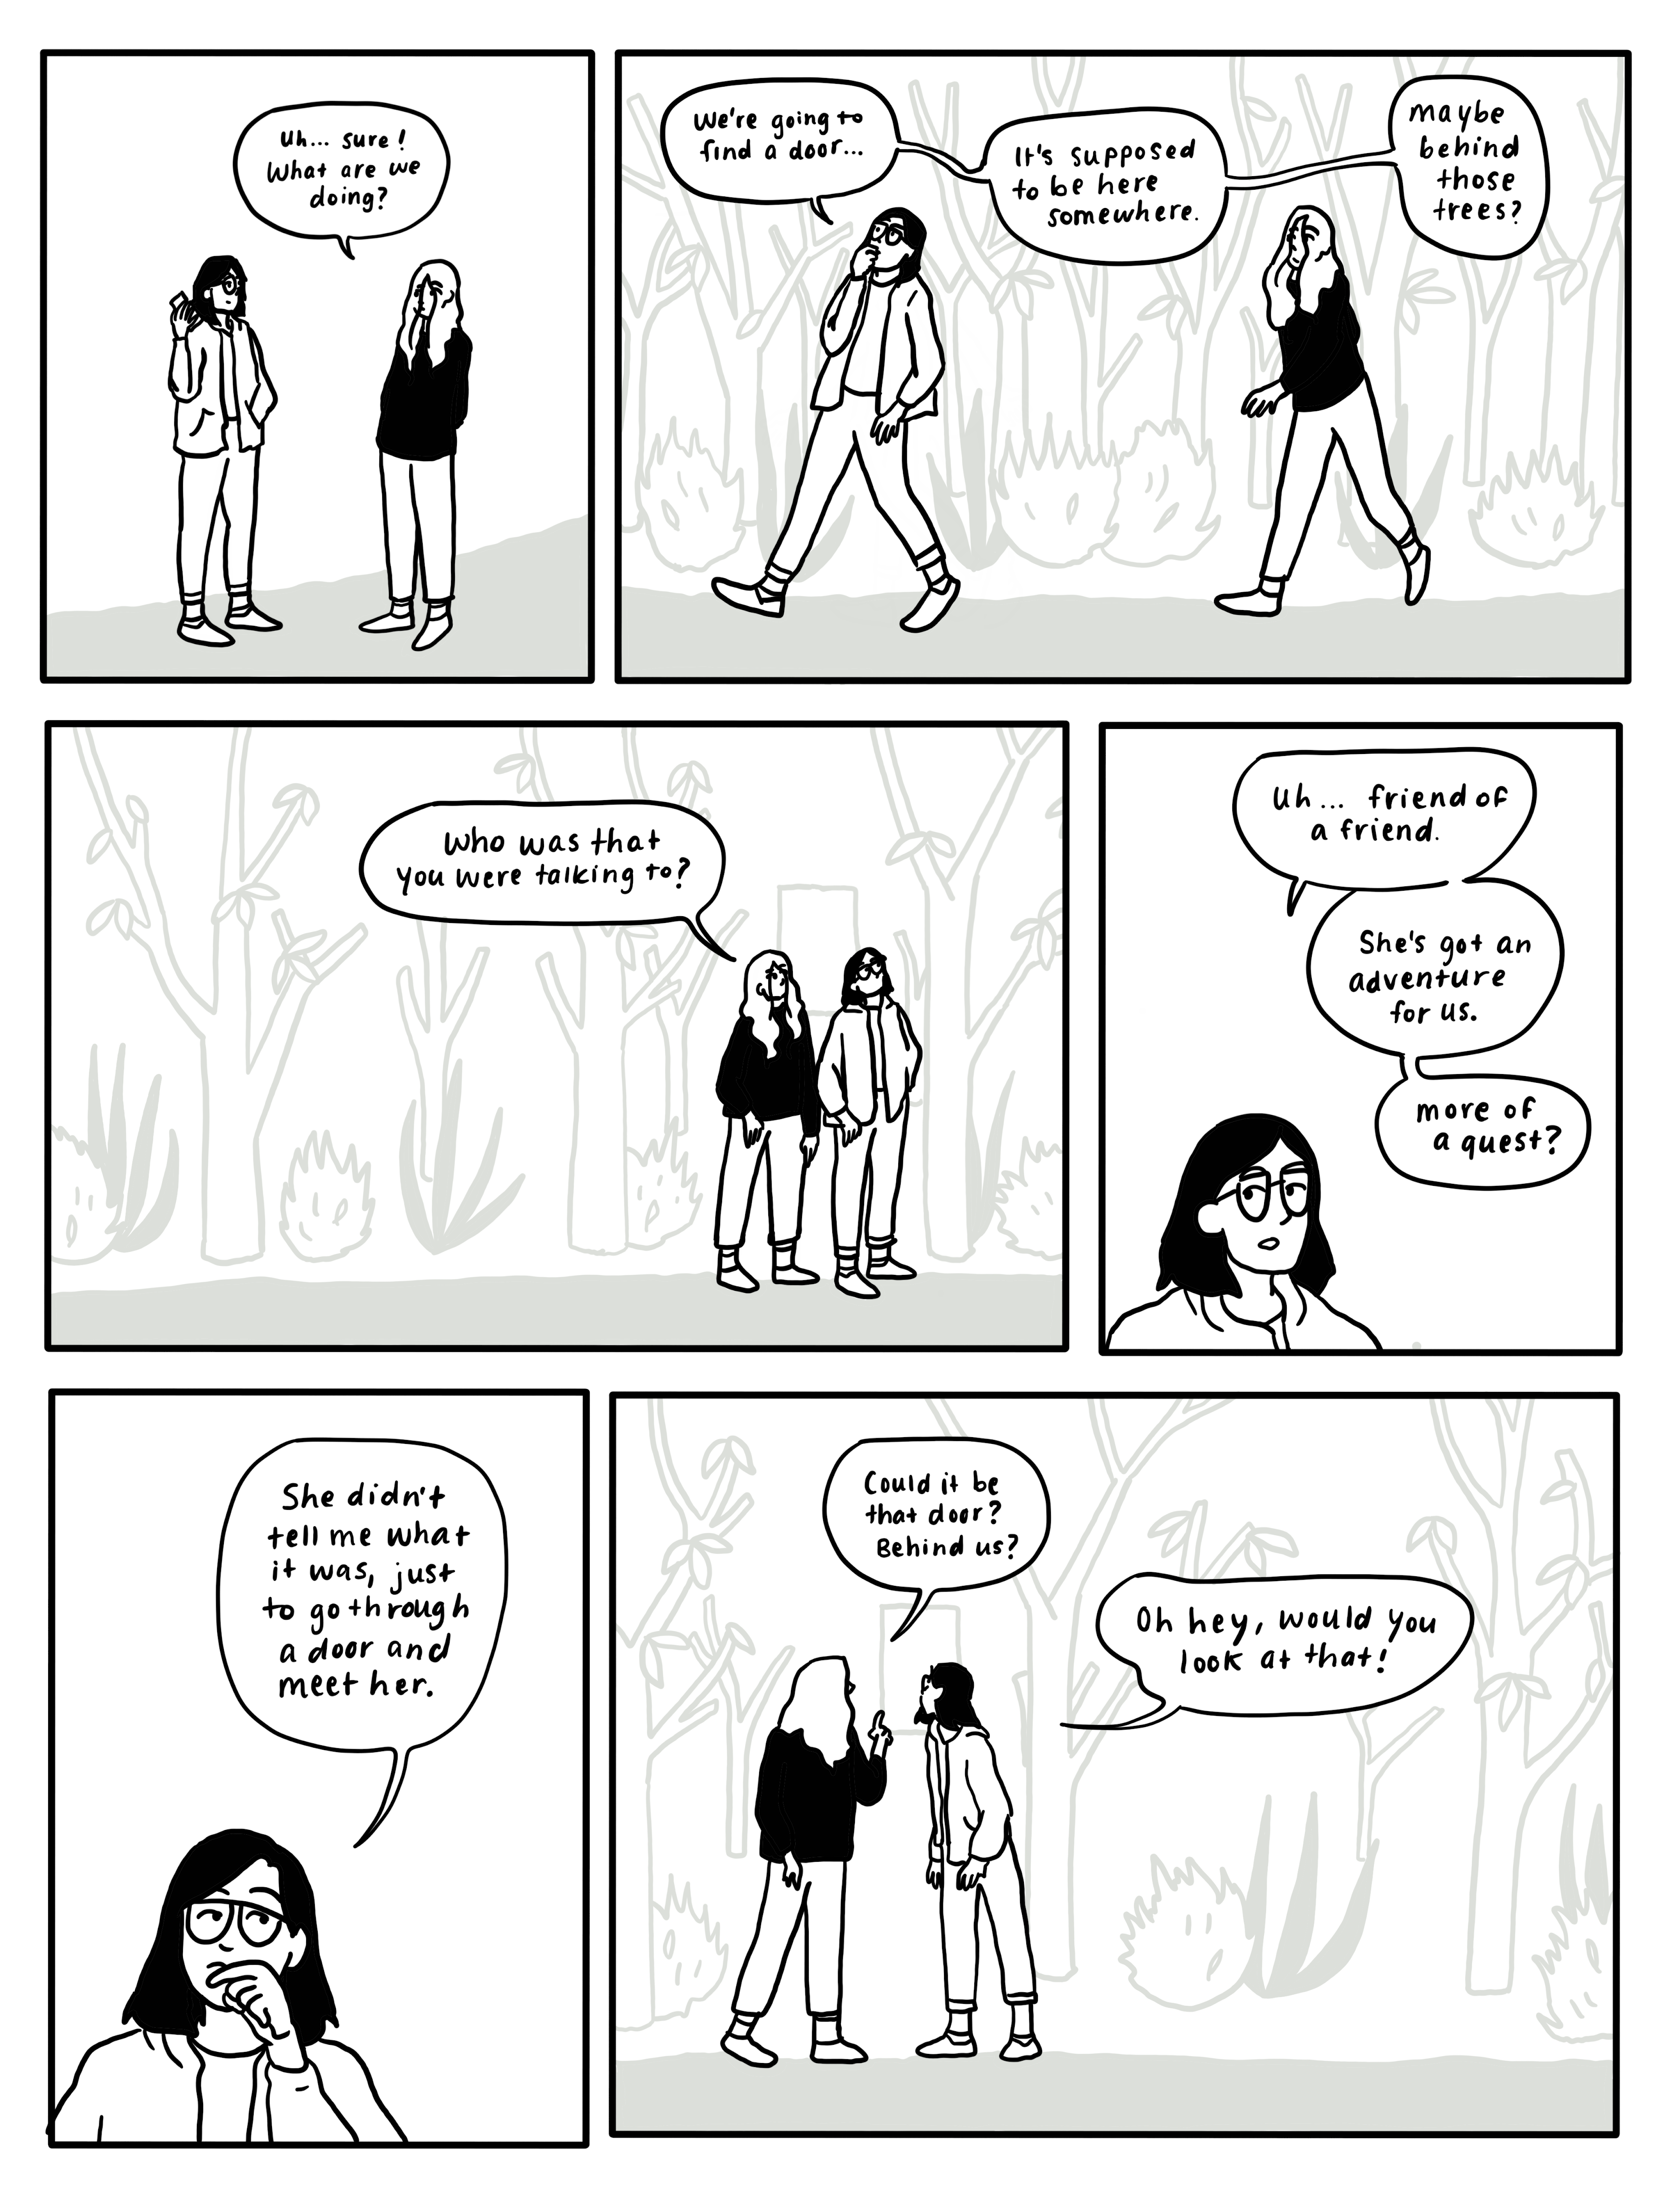 Uh... sure!
What are we
doing?
We're going to
find a door...
It's supposed
to be here
somewhere.
maybe
behind
those
trees?
Who was that
you were talking to?
Uh... friend of
a friend.
She's got an
adventure
for us.
more of
a quest?
She didn't
tell me what
it was, just
to go through
a door and
meet her.
Could it be
that door?
Behind us?
Oh hey, would you
look at that!